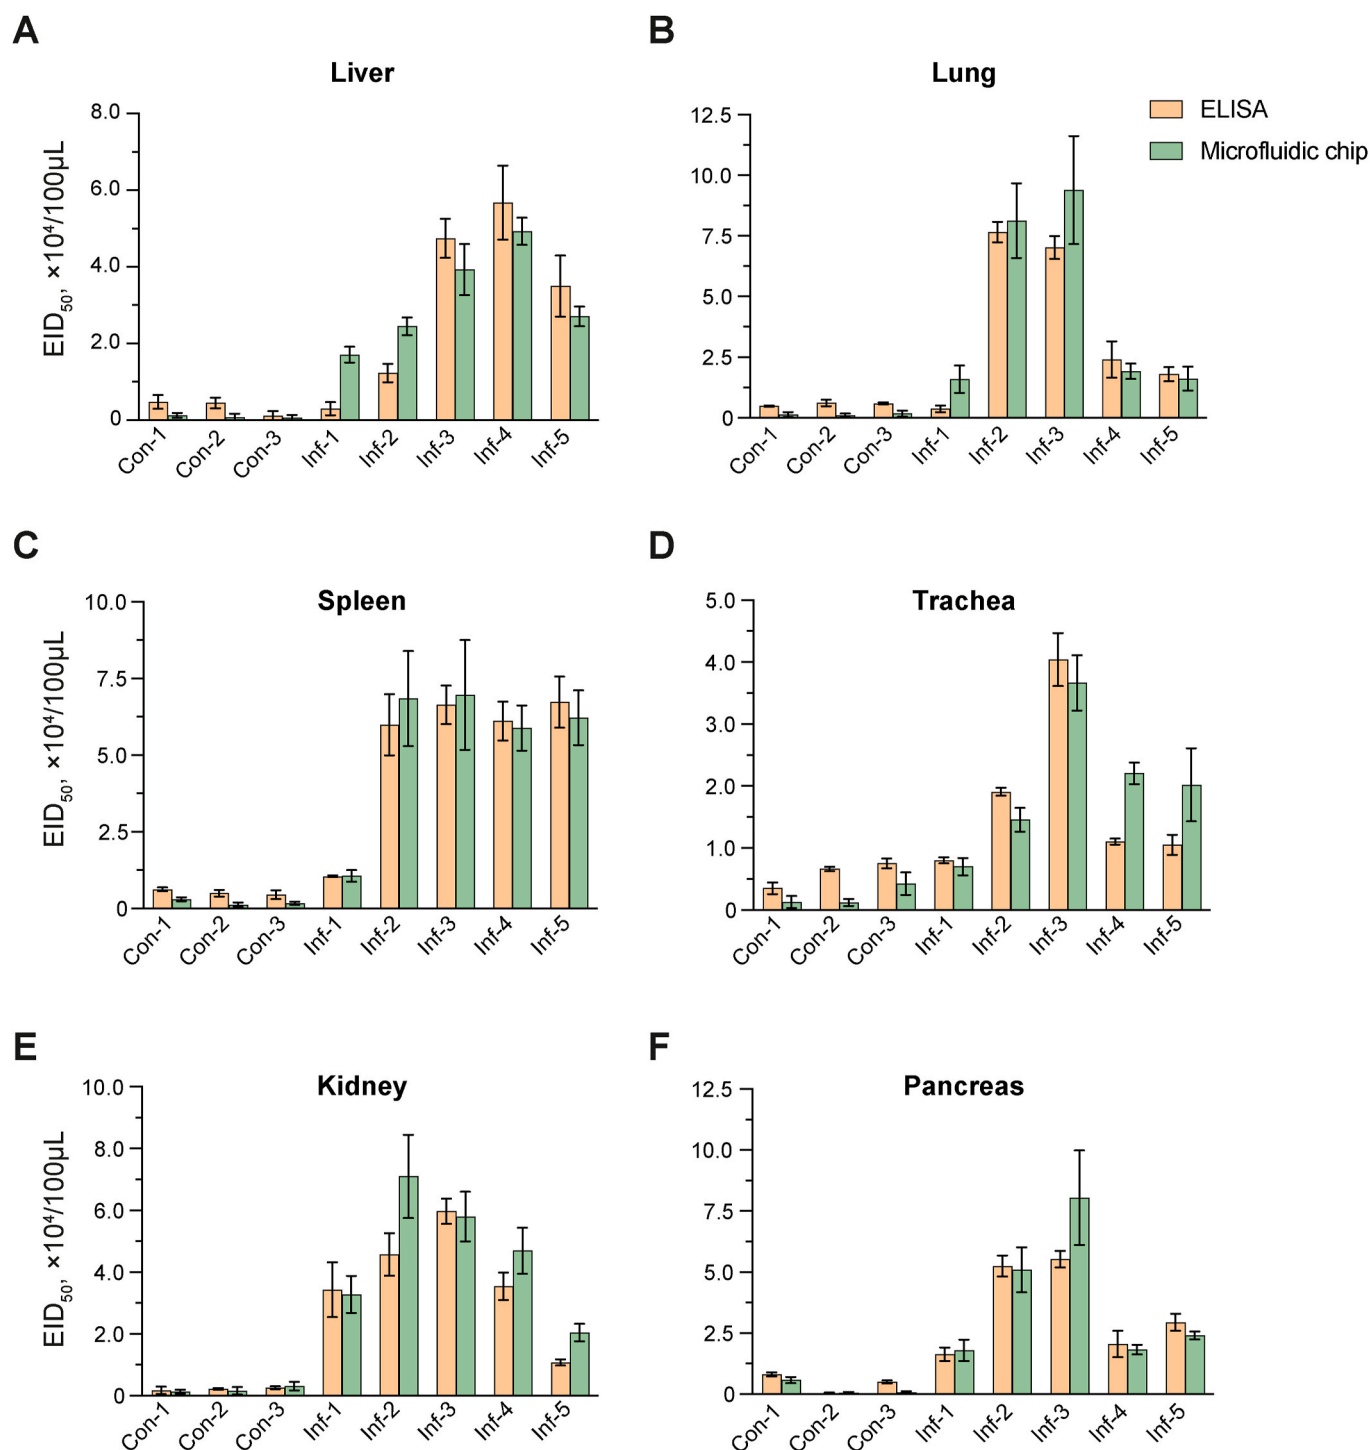 A
Liver
8.0
6.0
4.0
2.0
0
EID₅₀, ×10⁴/100μL
Con-1 Con-2 Con-3 Inf-1 Inf-2 Inf-3 Inf-4 Inf-5
B
Lung
12.5
10.0
7.5
5.0
2.5
0
Con-1 Con-2 Con-3 Inf-1 Inf-2 Inf-3 Inf-4 Inf-5
ELISA
Microfluidic chip
C
Spleen
10.0
7.5
5.0
2.5
0
EID₅₀, ×10⁴/100μL
Con-1 Con-2 Con-3 Inf-1 Inf-2 Inf-3 Inf-4 Inf-5
D
Trachea
5.0
4.0
3.0
2.0
1.0
0
Con-1 Con-2 Con-3 Inf-1 Inf-2 Inf-3 Inf-4 Inf-5
E
Kidney
10.0
8.0
6.0
4.0
2.0
0
EID₅₀, ×10⁴/100μL
Con-1 Con-2 Con-3 Inf-1 Inf-2 Inf-3 Inf-4 Inf-5
F
Pancreas
12.5
10.0
7.5
5.0
2.5
0
Con-1 Con-2 Con-3 Inf-1 Inf-2 Inf-3 Inf-4 Inf-5